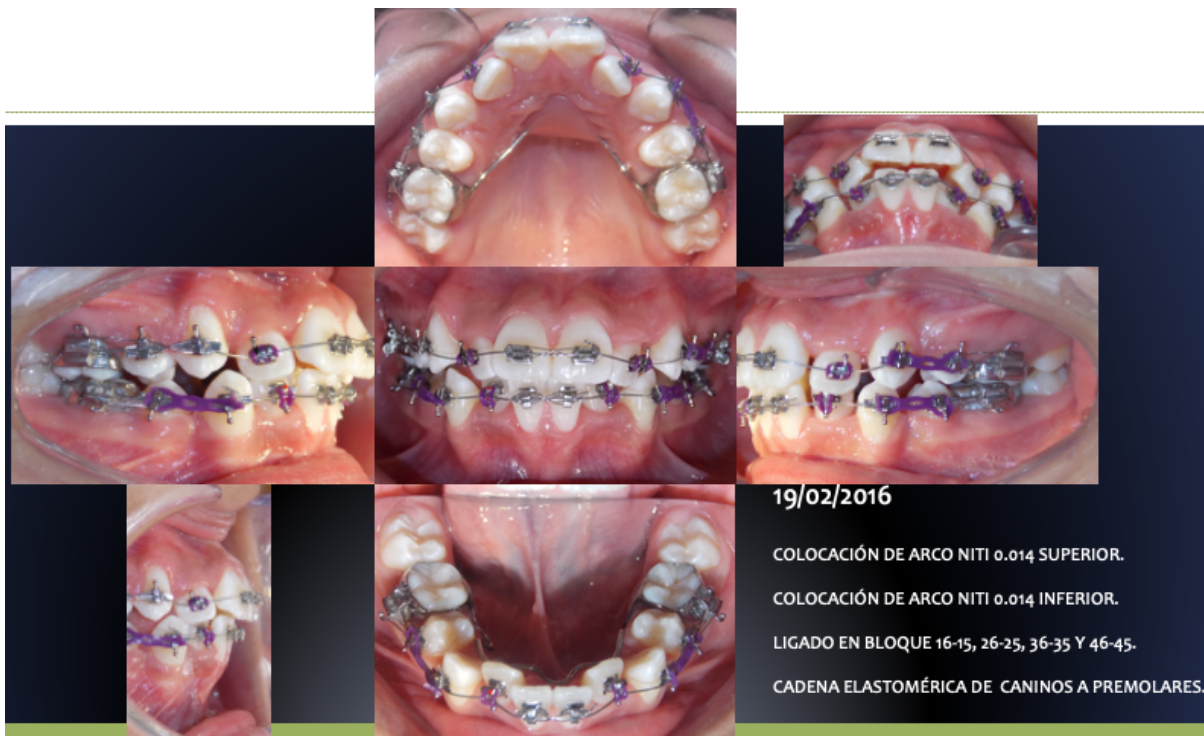 19/02/2016
COLOCACIÓN DE ARCO NITI 0.014 SUPERIOR.
COLOCACIÓN DE ARCO NITI 0.014 INFERIOR.
LIGADO EN BLOQUE 16-15, 26-25, 36-35 Y 46-45.
CADENA ELASTOMÉRICA DE CANINOS A PREMOLARES.